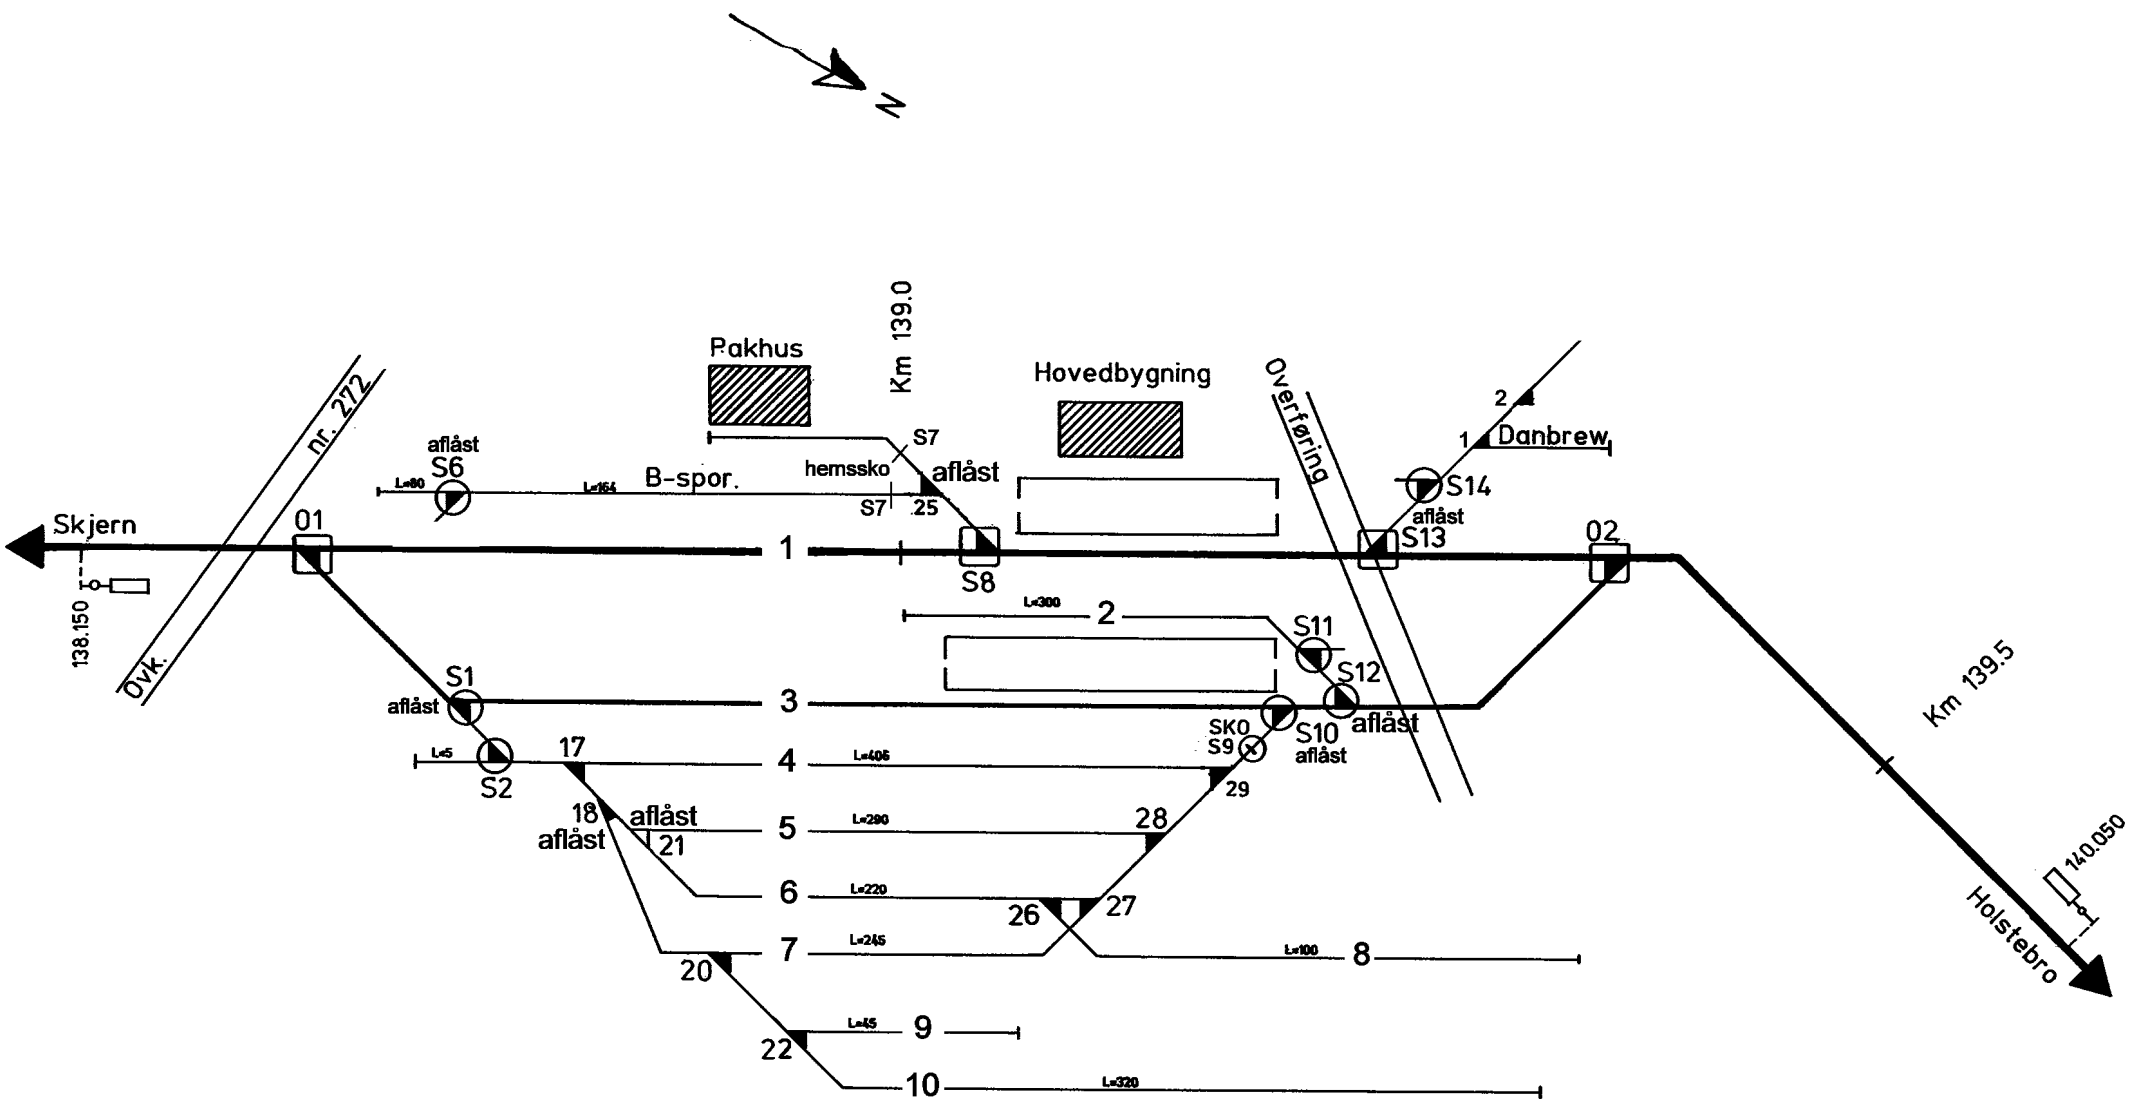 N
Km 139.0
Pakhus
Hovedbygning
Overføring
nr. 272
Ovk.
2
1
Danbrew
S7
aflåst
S6
hemssko
aflåst
L=80
L=164
B-spor.
S7
25
S14
aflåst
Skjern
01
1
S8
S13
02
138.150
L=300
2
S11
S12
aflåst
S1
aflåst
3
SKO
S9
S10
aflåst
Km 139.5
L=5
S2
17
4
L=405
29
18
aflåst
aflåst
21
5
L=290
28
6
L=220
26
27
7
L=245
20
L=100
8
140.050
Holstebro
L=45
9
22
10
L=320